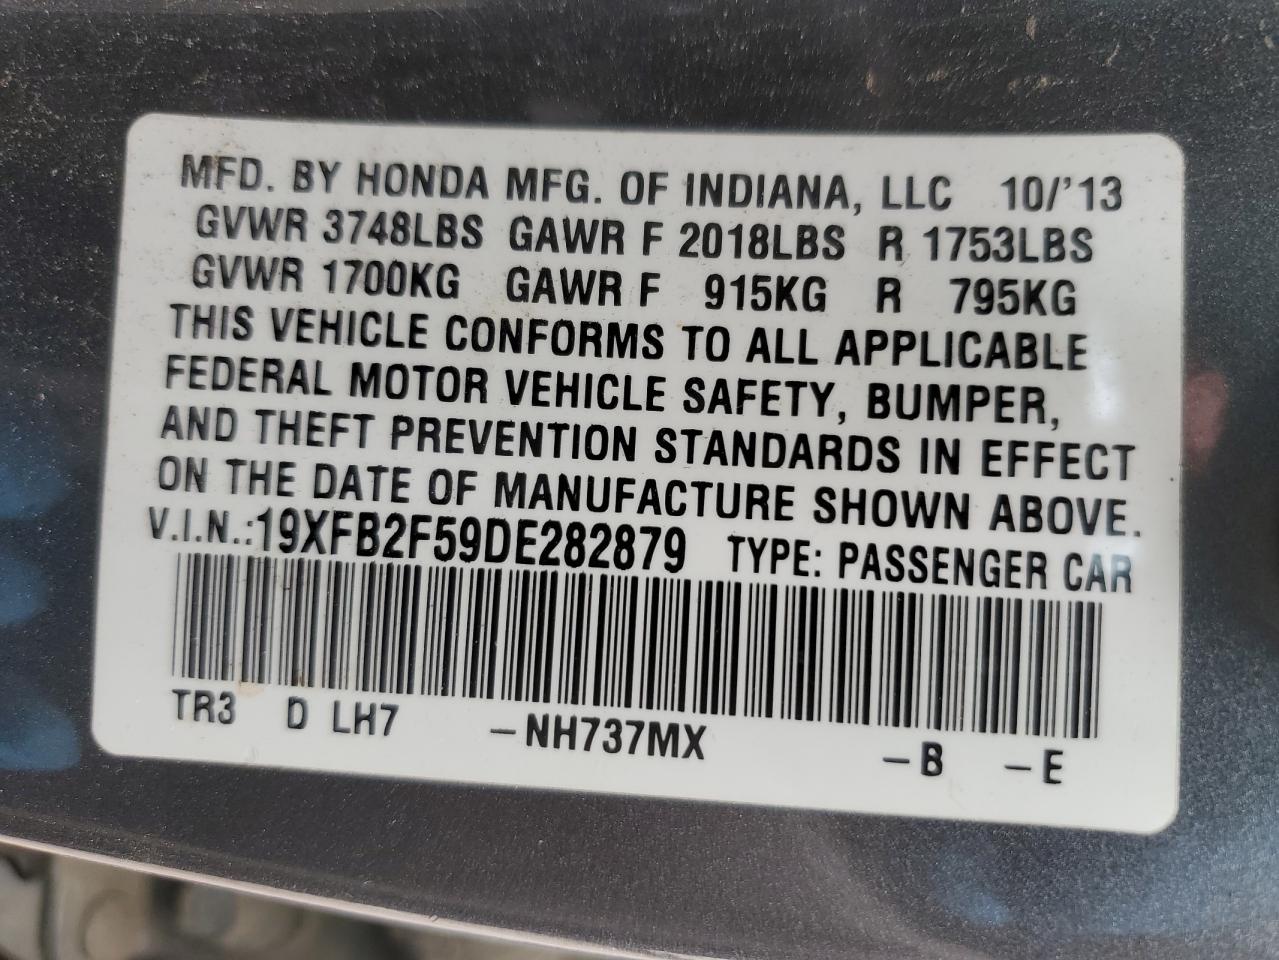 MFD. BY HONDA MFG. OF INDIANA, LLC 10/'13
GVWR 3748LBS GAWR F 2018LBS R 1753LBS
GVWR 1700KG GAWR F 915KG R 795KG
THIS VEHICLE CONFORMS TO ALL APPLICABLE
FEDERAL MOTOR VEHICLE SAFETY, BUMPER,
AND THEFT PREVENTION STANDARDS IN EFFECT
ON THE DATE OF MANUFACTURE SHOWN ABOVE.
V.I.N.:19XFB2F59DE282879 TYPE: PASSENGER CAR
TR3 D LH7 –NH737MX –B –E